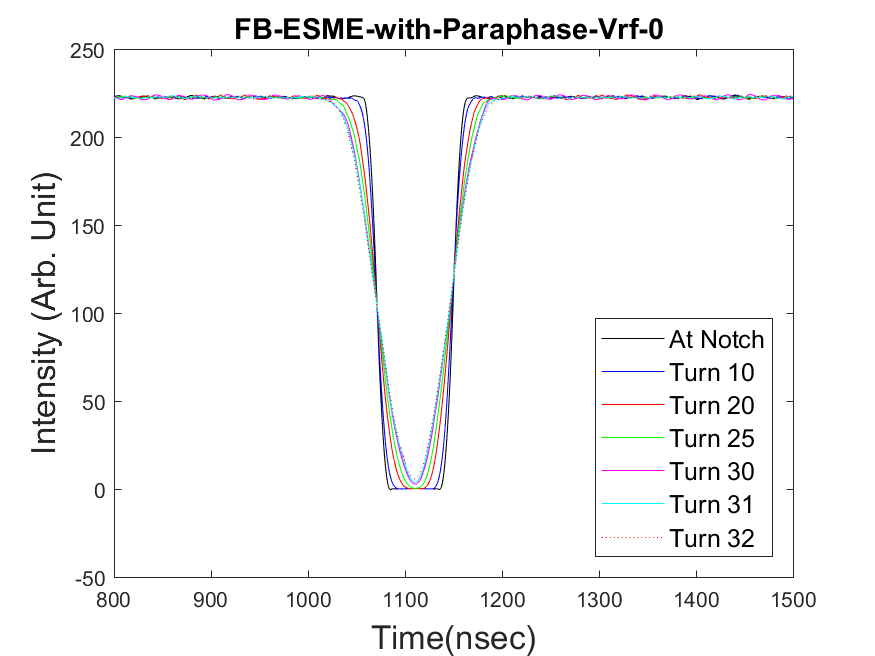 FB-ESME-with-Paraphase-Vrf-0
250
200
150
100
50
0
-50
Intensity (Arb. Unit)
At Notch
Turn 10
Turn 20
Turn 25
Turn 30
Turn 31
Turn 32
800 900 1000 1100 1200 1300 1400 1500
Time(nsec)